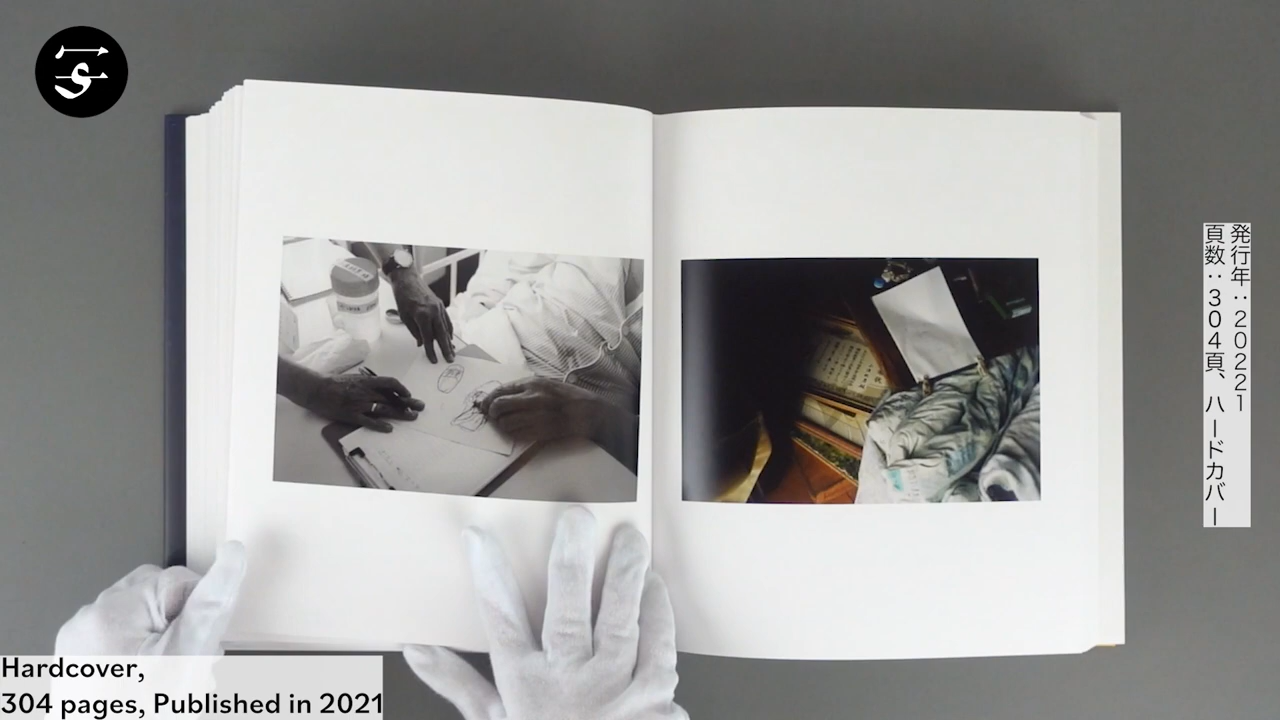 発行年：２０２２１
頁数：３０４頁、ハードカバー
Hardcover,
304 pages, Published in 2021